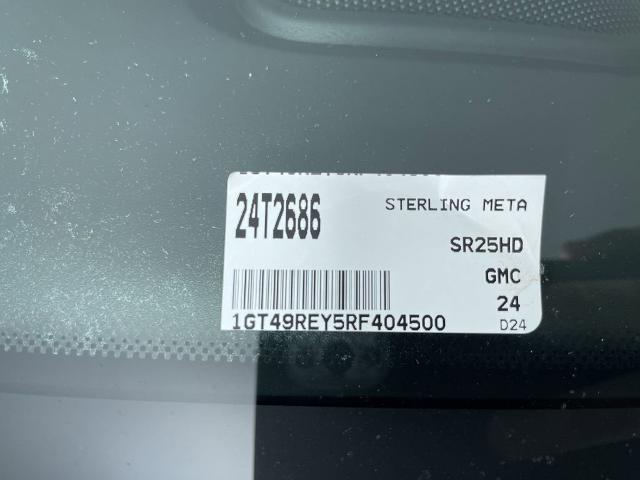 24T2686 STERLING META
SR25HD
GMC
24
1GT49REY5RF404500 D24